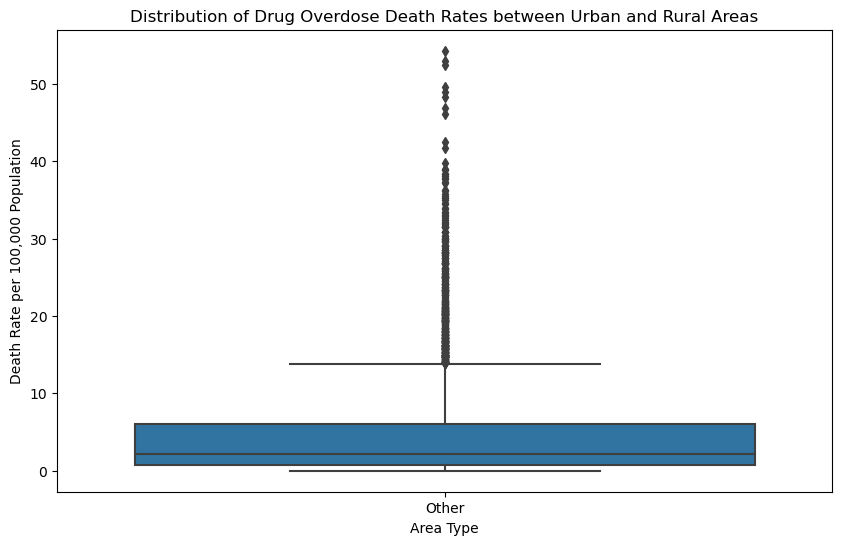 Distribution of Drug Overdose Death Rates between Urban and Rural Areas
Death Rate per 100,000 Population
50
40
30
20
10
0
Other
Area Type